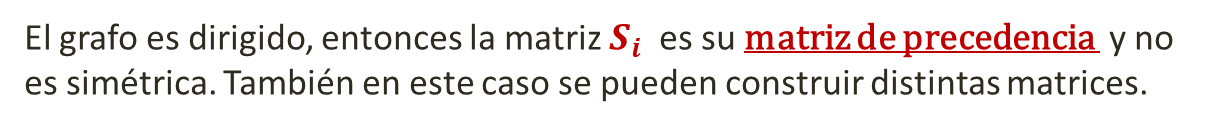 El grafo es dirigido, entonces la matriz 𝑺𝒊 es su matriz de precedencia y no
es simétrica. También en este caso se pueden construir distintas matrices.